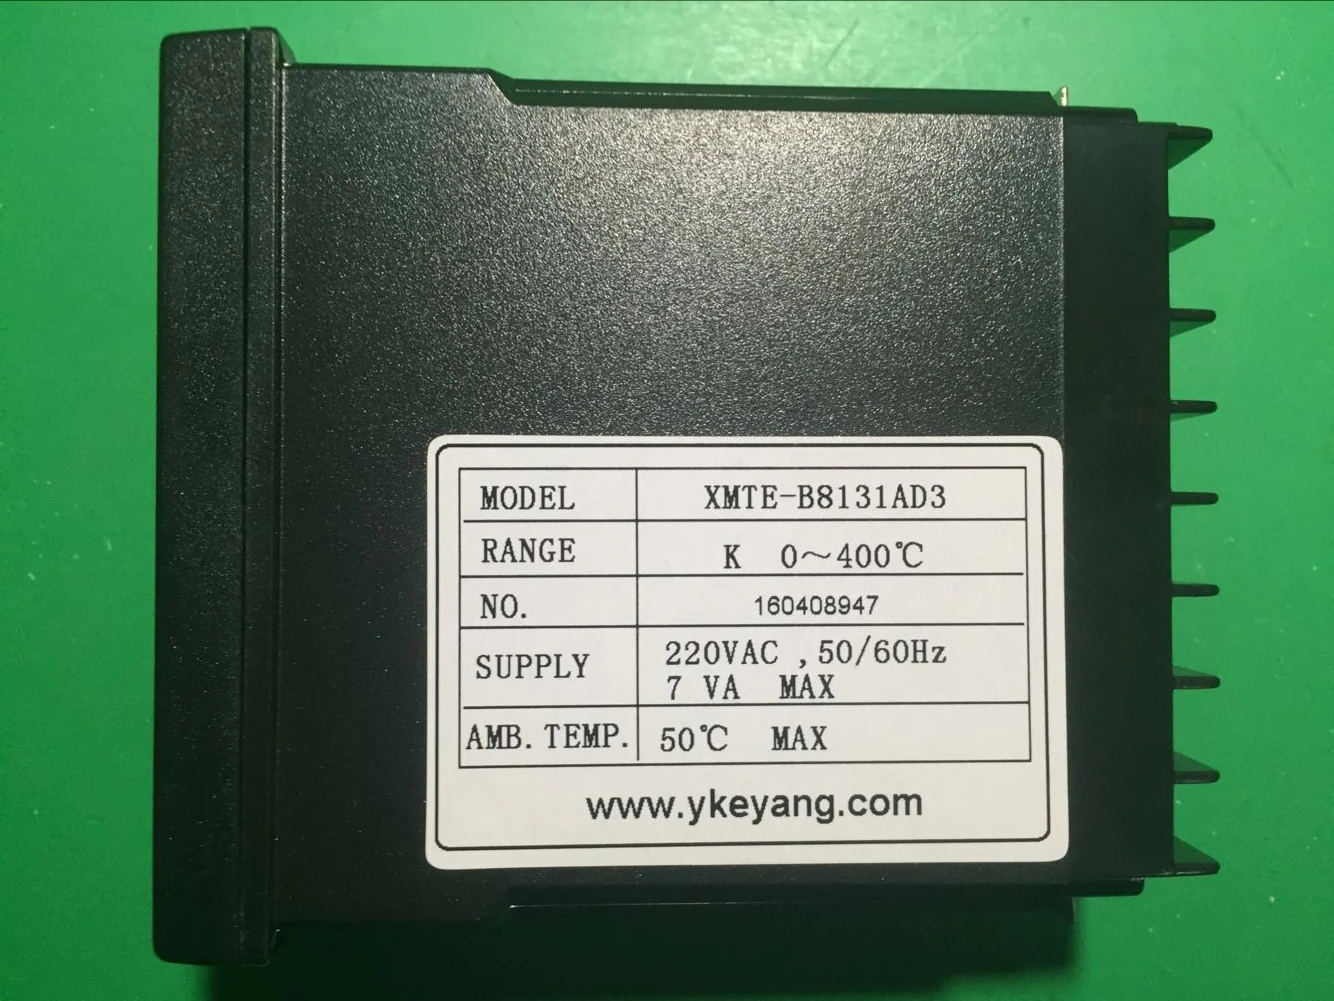 MODEL XMTE-B8131AD3
RANGE K 0～400℃
NO. 160408947
SUPPLY 220VAC ,50/60Hz
7 VA MAX
AMB. TEMP. 50℃ MAX
www.ykeyang.com